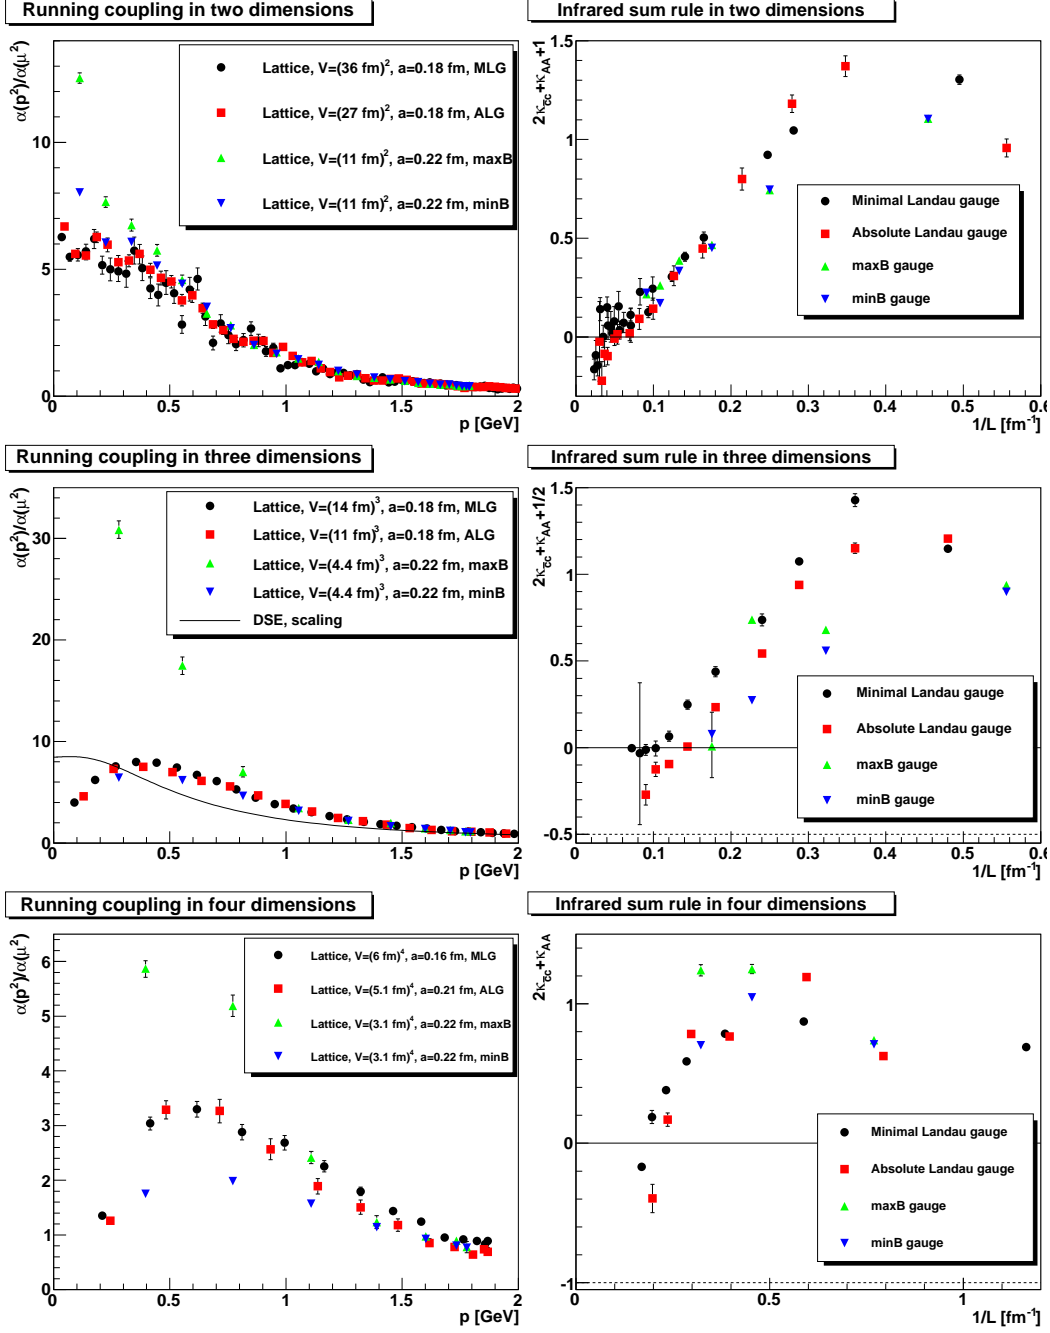 Running coupling in two dimensions
α(p²)/α(μ²)
Lattice, V=(36 fm)², a=0.18 fm, MLG
Lattice, V=(27 fm)², a=0.18 fm, ALG
Lattice, V=(11 fm)², a=0.22 fm, maxB
Lattice, V=(11 fm)², a=0.22 fm, minB
10
5
0
0 0.5 1 1.5 2
p [GeV]
Infrared sum rule in two dimensions
2κ_c̄c+κ_AA+1
1.5
1
0.5
0
Minimal Landau gauge
Absolute Landau gauge
maxB gauge
minB gauge
0 0.1 0.2 0.3 0.4 0.5 0.6
1/L [fm⁻¹]
Running coupling in three dimensions
α(p²)/α(μ²)
Lattice, V=(14 fm)³, a=0.18 fm, MLG
Lattice, V=(11 fm)³, a=0.18 fm, ALG
Lattice, V=(4.4 fm)³, a=0.22 fm, maxB
Lattice, V=(4.4 fm)³, a=0.22 fm, minB
DSE, scaling
30
20
10
0
0 0.5 1 1.5 2
p [GeV]
Infrared sum rule in three dimensions
2κ_c̄c+κ_AA+1/2
1.5
1
0.5
0
-0.5
Minimal Landau gauge
Absolute Landau gauge
maxB gauge
minB gauge
0 0.1 0.2 0.3 0.4 0.5 0.6
1/L [fm⁻¹]
Running coupling in four dimensions
α(p²)/α(μ²)
Lattice, V=(6 fm)⁴, a=0.16 fm, MLG
Lattice, V=(5.1 fm)⁴, a=0.21 fm, ALG
Lattice, V=(3.1 fm)⁴, a=0.22 fm, maxB
Lattice, V=(3.1 fm)⁴, a=0.22 fm, minB
6
5
4
3
2
1
0
0 0.5 1 1.5 2
p [GeV]
Infrared sum rule in four dimensions
2κ_c̄c+κ_AA
1
0
-1
Minimal Landau gauge
Absolute Landau gauge
maxB gauge
minB gauge
0 0.5 1
1/L [fm⁻¹]